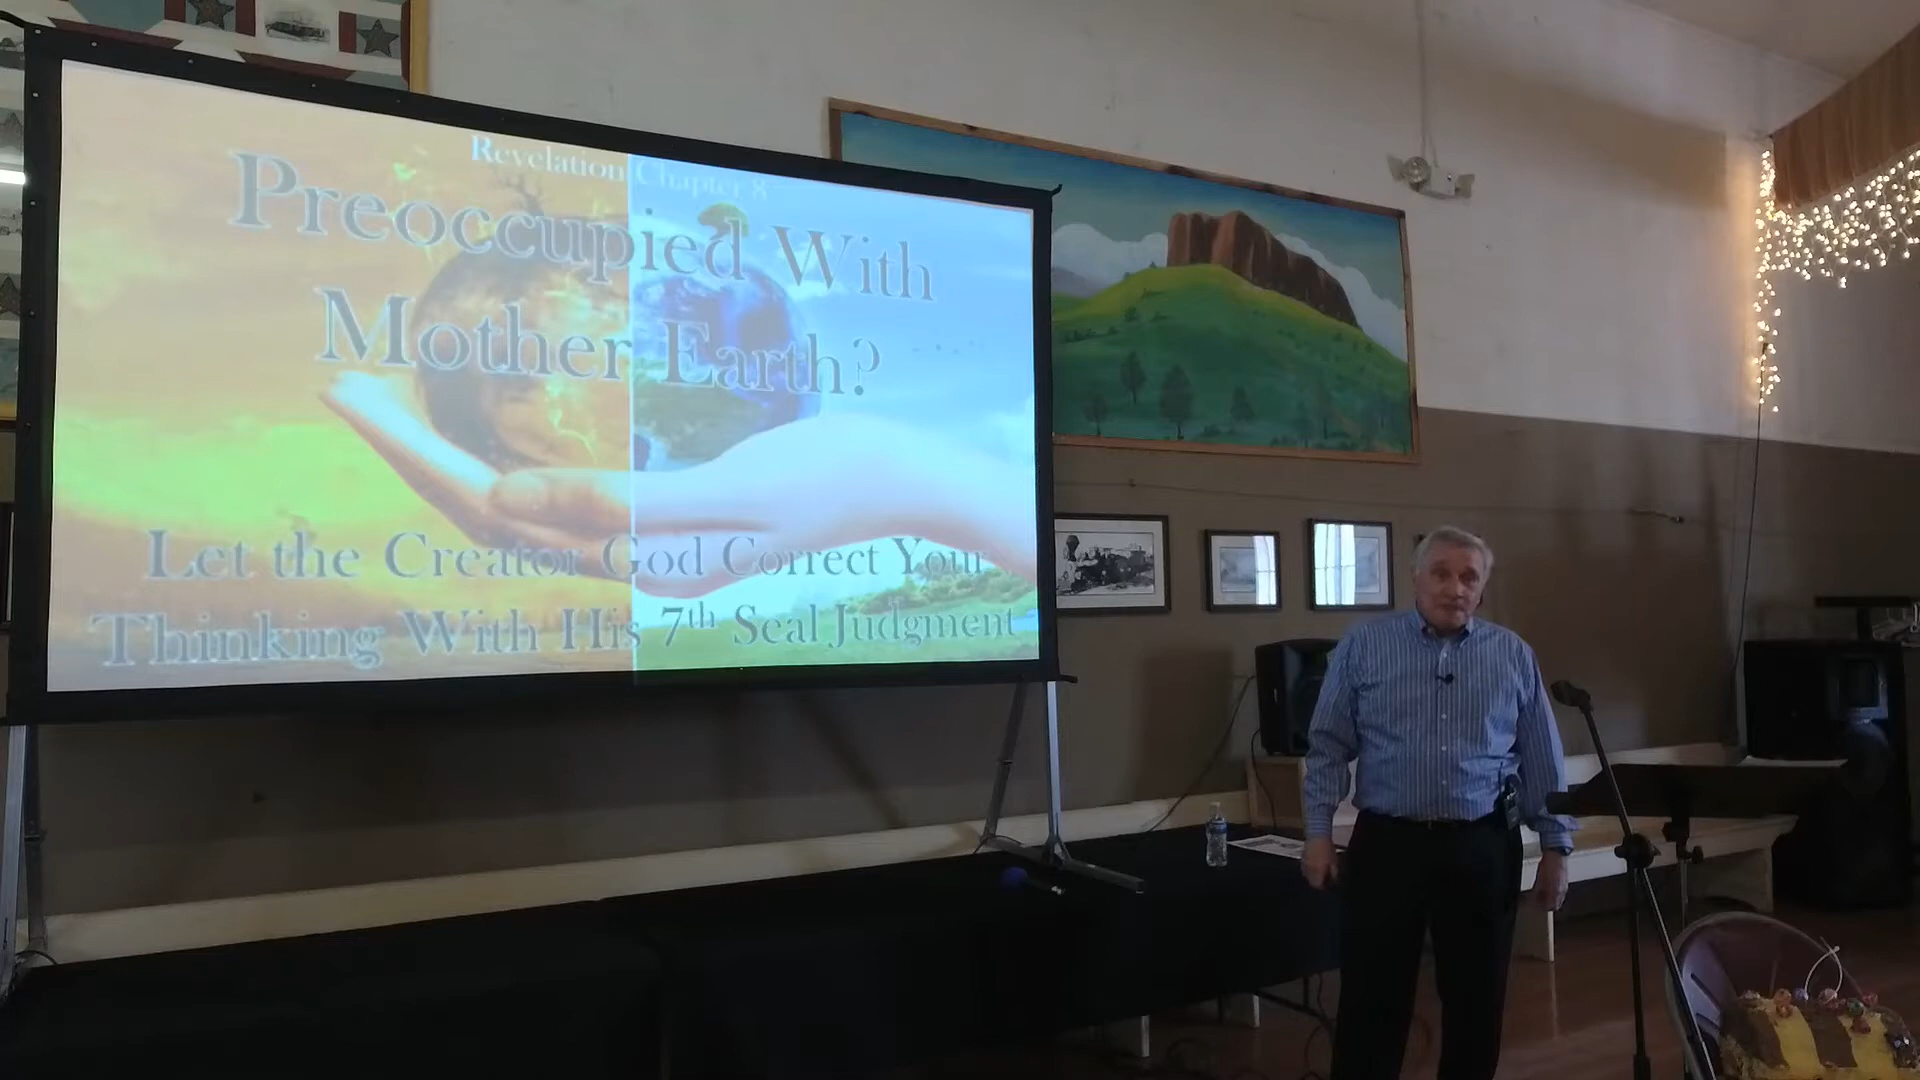 Revelation Chapter 8
Preoccupied With
Mother Earth?
Let the Creator God Correct Your
Thinking With His 7th Seal Judgment